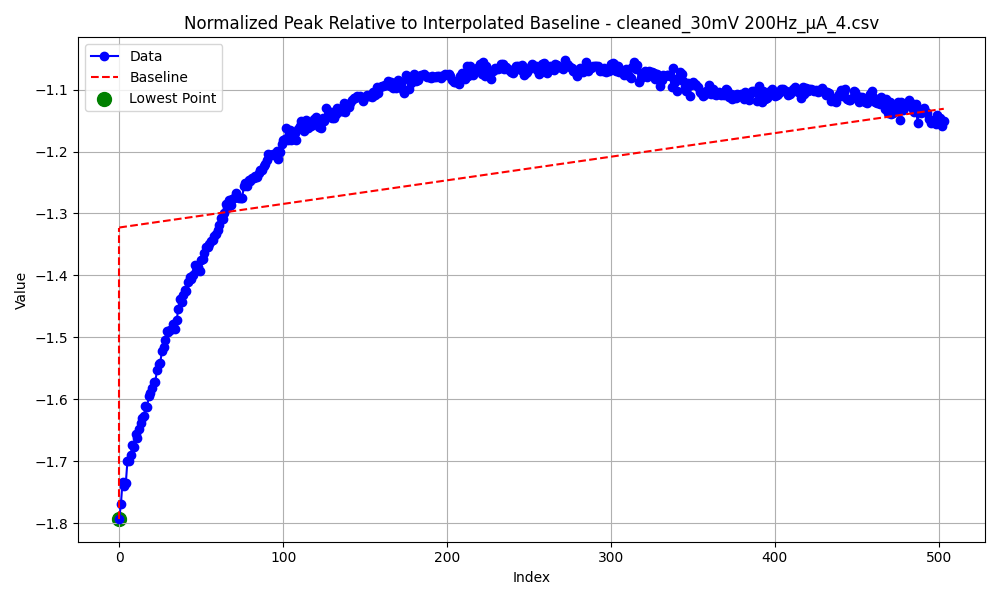 Normalized Peak Relative to Interpolated Baseline - cleaned_30mV 200Hz_μA_4.csv
Data
Baseline
Lowest Point
−1.1
−1.2
−1.3
−1.4
−1.5
−1.6
−1.7
−1.8
Value
0
100
200
300
400
500
Index